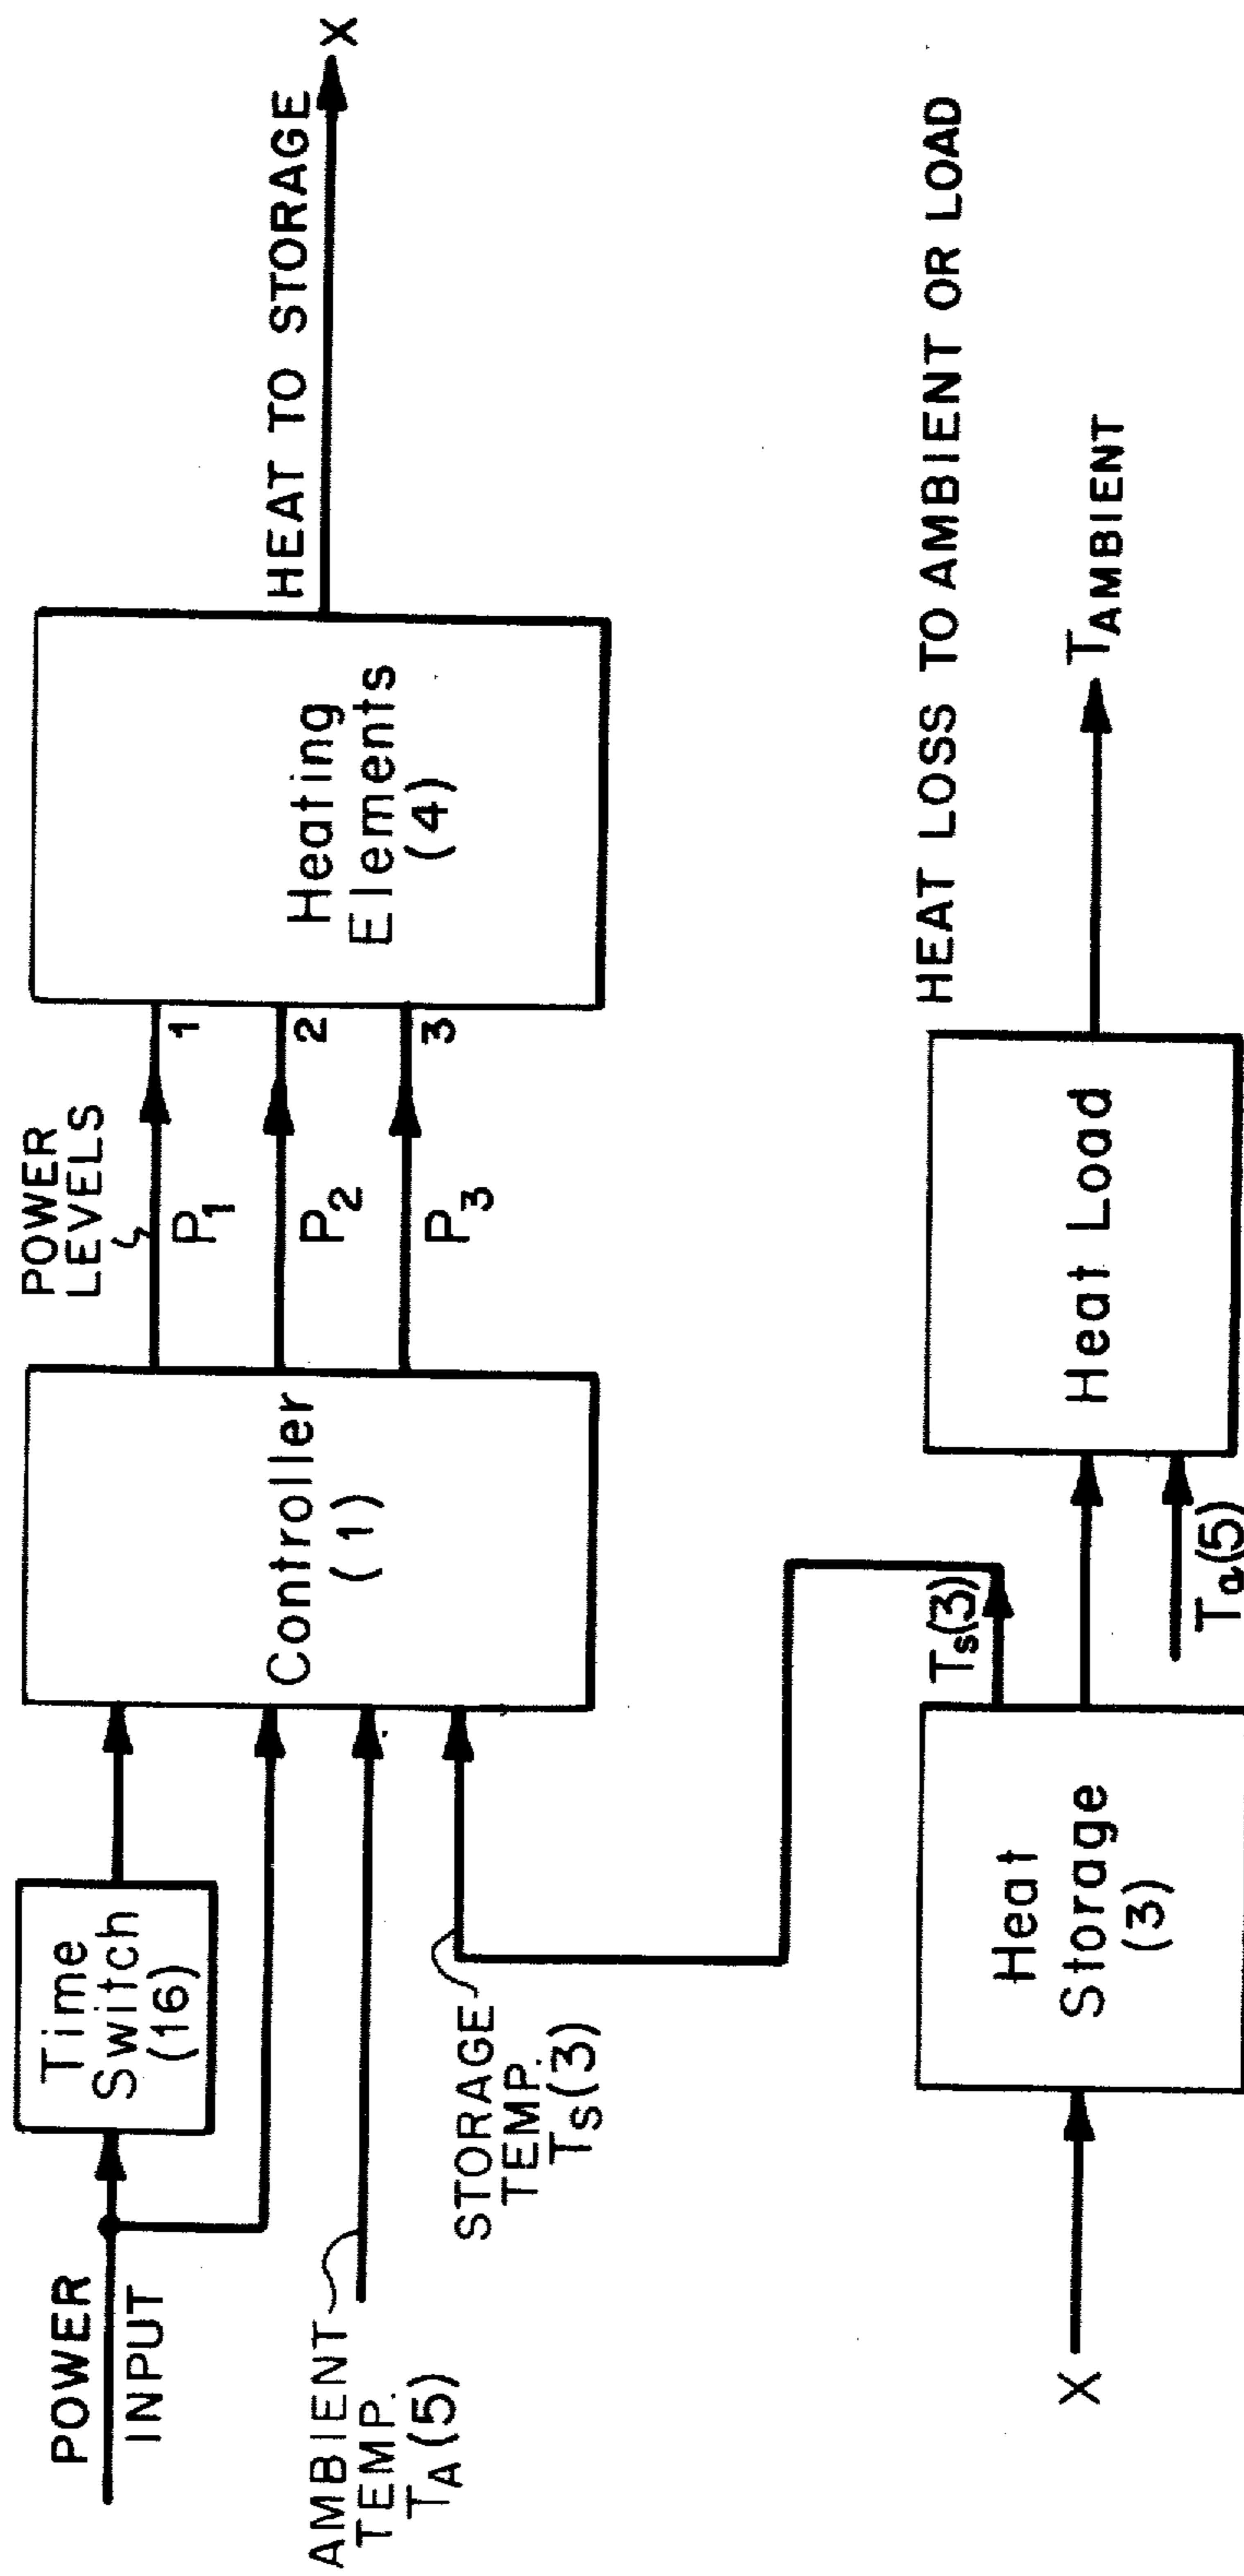 POWER
INPUT
Time
Switch
(16)
AMBIENT
TEMP.
TA(5)
STORAGE
TEMP.
TS(3)
Controller
(1)
POWER
LEVELS
P1
P2
P3
1
2
3
Heating
Elements
(4)
HEAT TO STORAGE
X
X
Heat
Storage
(3)
Ts(3)
Ta(5)
Heat Load
HEAT LOSS TO AMBIENT OR LOAD
TAMBIENT